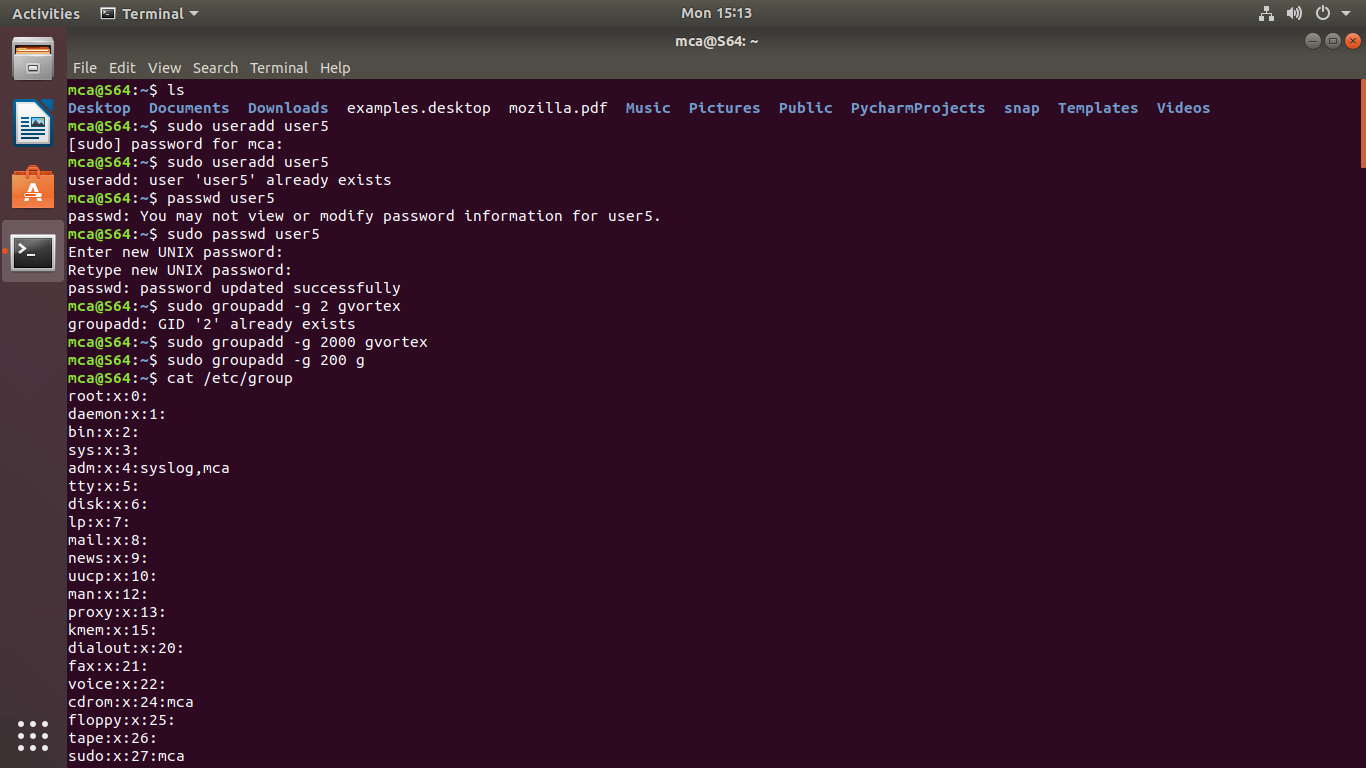 Activities Terminal Mon 15:13
mca@S64: ~
File Edit View Search Terminal Help
mca@S64:~$ ls
Desktop Documents Downloads examples.desktop mozilla.pdf Music Pictures Public PycharmProjects snap Templates Videos
mca@S64:~$ sudo useradd user5
[sudo] password for mca:
mca@S64:~$ sudo useradd user5
useradd: user 'user5' already exists
mca@S64:~$ passwd user5
passwd: You may not view or modify password information for user5.
mca@S64:~$ sudo passwd user5
Enter new UNIX password:
Retype new UNIX password:
passwd: password updated successfully
mca@S64:~$ sudo groupadd -g 2 gvortex
groupadd: GID '2' already exists
mca@S64:~$ sudo groupadd -g 2000 gvortex
mca@S64:~$ sudo groupadd -g 200 g
mca@S64:~$ cat /etc/group
root:x:0:
daemon:x:1:
bin:x:2:
sys:x:3:
adm:x:4:syslog,mca
tty:x:5:
disk:x:6:
lp:x:7:
mail:x:8:
news:x:9:
uucp:x:10:
man:x:12:
proxy:x:13:
kmem:x:15:
dialout:x:20:
fax:x:21:
voice:x:22:
cdrom:x:24:mca
floppy:x:25:
tape:x:26:
sudo:x:27:mca